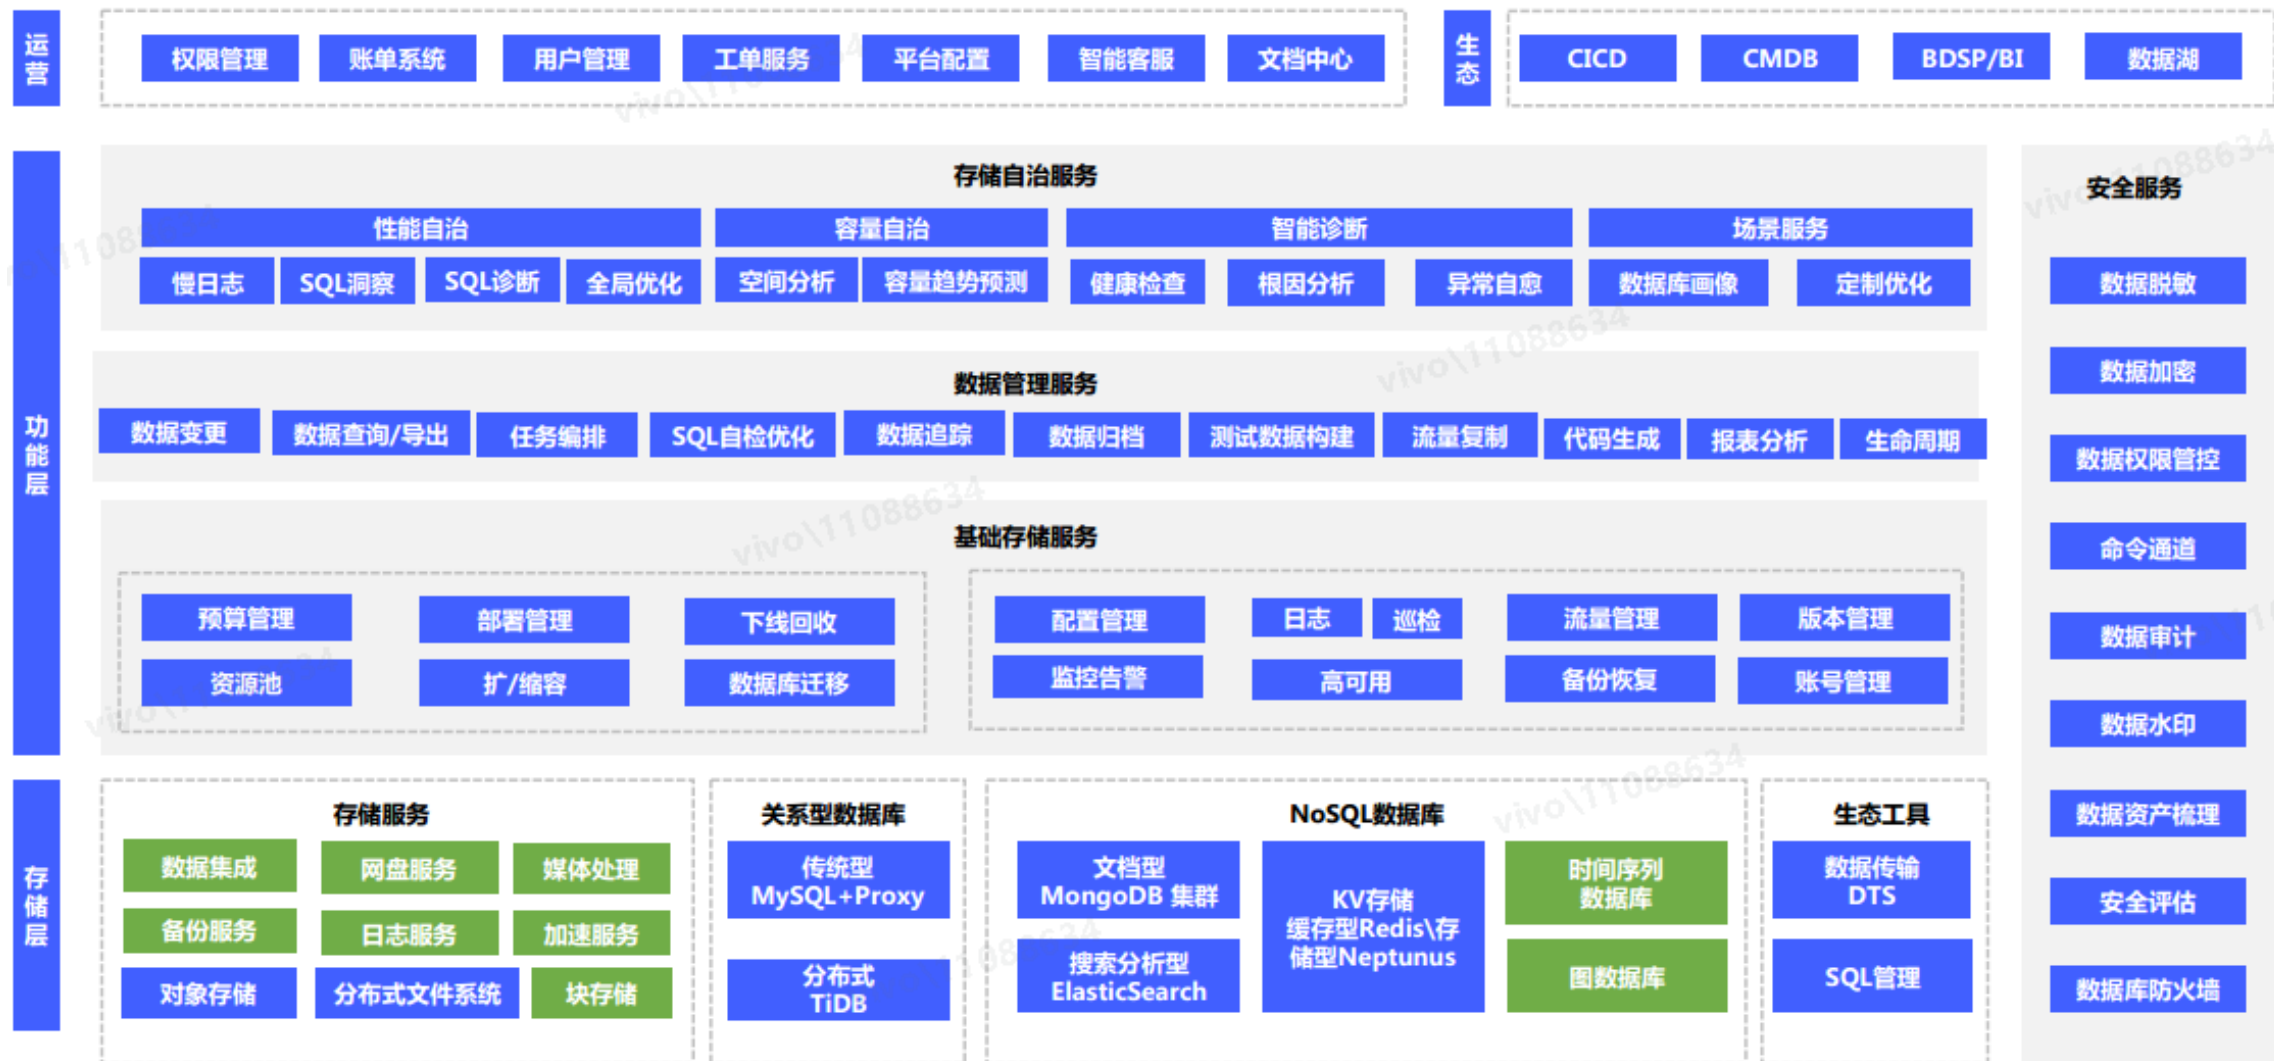 运营
权限管理
账单系统
用户管理
工单服务
平台配置
智能客服
文档中心
生态
CICD
CMDB
BDSP/BI
数据湖
功能层
存储自治服务
性能自治
容量自治
智能诊断
场景服务
慢日志
SQL洞察
SQL诊断
全局优化
空间分析
容量趋势预测
健康检查
根因分析
异常自愈
数据库画像
定制优化
数据管理服务
数据变更
数据查询/导出
任务编排
SQL自检优化
数据追踪
数据归档
测试数据构建
流量复制
代码生成
报表分析
生命周期
基础存储服务
预算管理
部署管理
下线回收
资源池
扩/缩容
数据库迁移
配置管理
日志
巡检
流量管理
版本管理
监控告警
高可用
备份恢复
账号管理
安全服务
数据脱敏
数据加密
数据权限管控
命令通道
数据审计
数据水印
数据资产梳理
安全评估
数据库防火墙
存储层
存储服务
数据集成
网盘服务
媒体处理
备份服务
日志服务
加速服务
对象存储
分布式文件系统
块存储
关系型数据库
传统型
MySQL+Proxy
分布式
TiDB
NoSQL数据库
文档型
MongoDB 集群
搜索分析型
ElasticSearch
KV存储
缓存型Redis\存
储型Neptunus
时间序列
数据库
图数据库
生态工具
数据传输
DTS
SQL管理
vivo\11088634
vivo\11088634
vivo\11088634
vivo\11088634